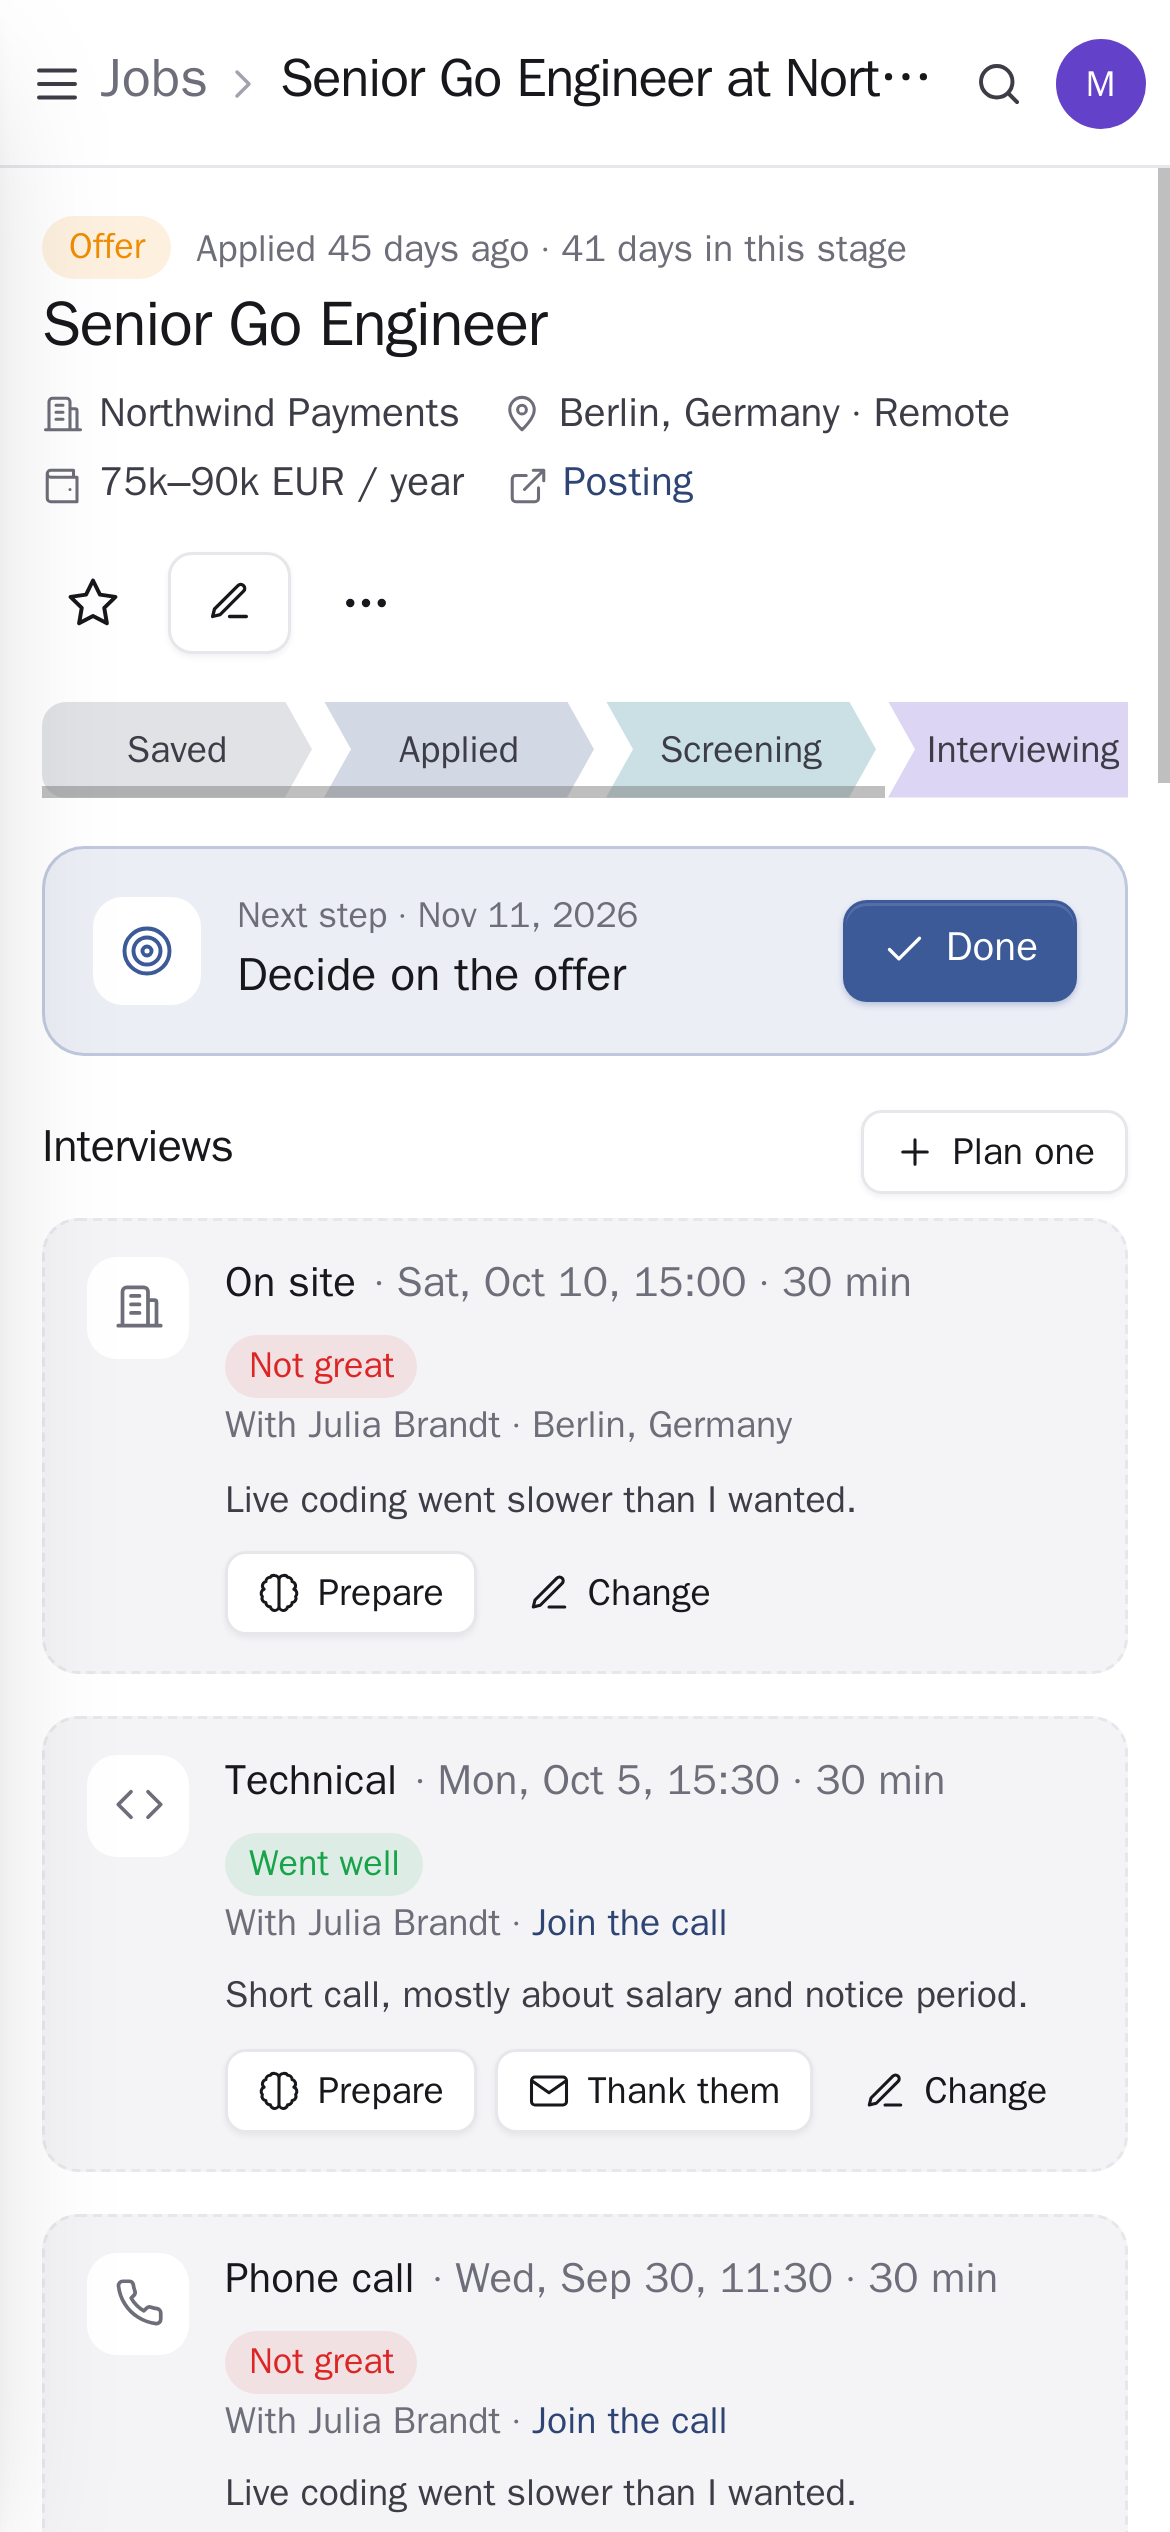 Jobs > Senior Go Engineer at Nort···
M
Offer Applied 45 days ago · 41 days in this stage
Senior Go Engineer
Northwind Payments Berlin, Germany · Remote
75k–90k EUR / year Posting
Saved Applied Screening Interviewing
Next step · Nov 11, 2026
Decide on the offer
Done
Interviews
Plan one
On site · Sat, Oct 10, 15:00 · 30 min
Not great
With Julia Brandt · Berlin, Germany
Live coding went slower than I wanted.
Prepare Change
Technical · Mon, Oct 5, 15:30 · 30 min
Went well
With Julia Brandt · Join the call
Short call, mostly about salary and notice period.
Prepare Thank them Change
Phone call · Wed, Sep 30, 11:30 · 30 min
Not great
With Julia Brandt · Join the call
Live coding went slower than I wanted.